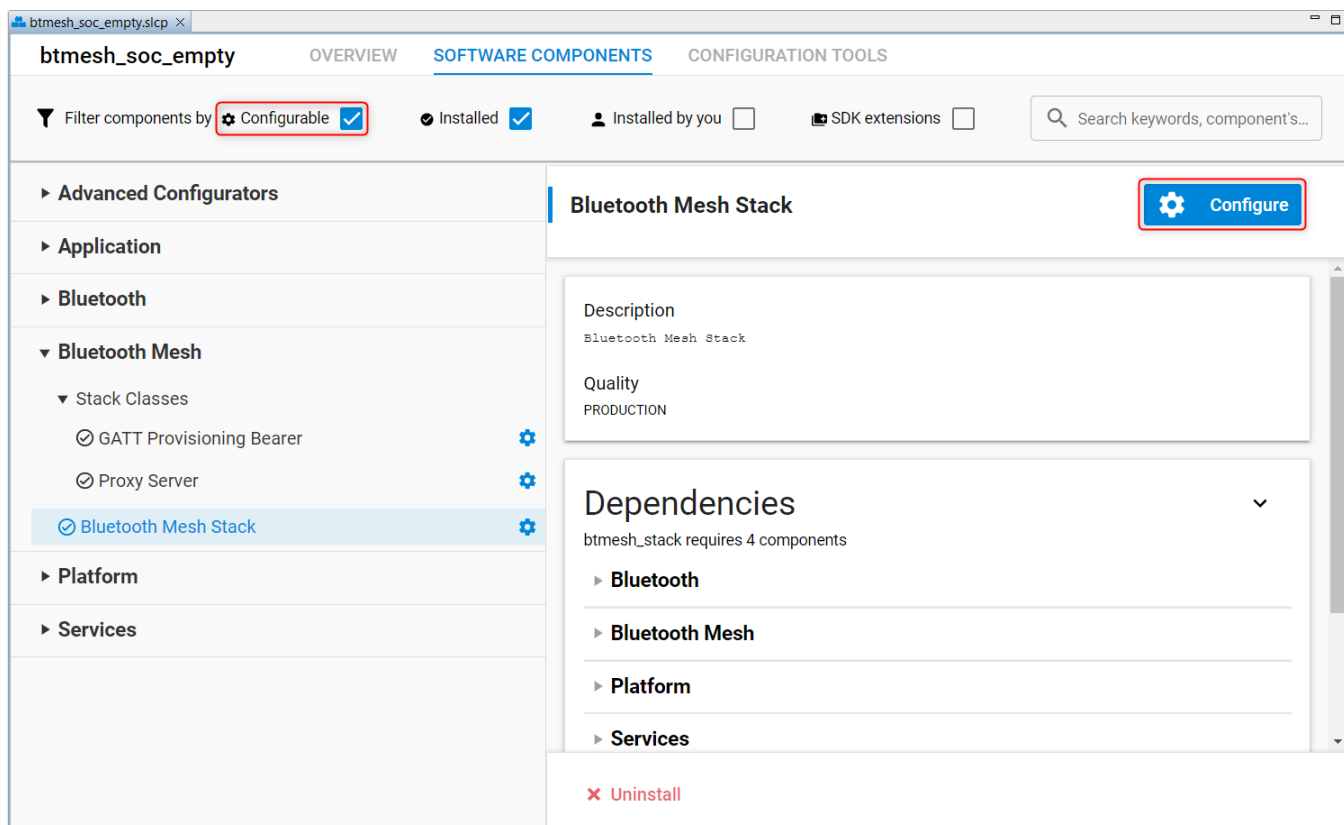 btmesh_soc_empty.slcp
btmesh_soc_empty OVERVIEW SOFTWARE COMPONENTS CONFIGURATION TOOLS
Filter components by Configurable Installed Installed by you SDK extensions Search keywords, component's...
Advanced Configurators
Application
Bluetooth
Bluetooth Mesh
Stack Classes
GATT Provisioning Bearer
Proxy Server
Bluetooth Mesh Stack
Platform
Services
Bluetooth Mesh Stack Configure
Description
Bluetooth Mesh Stack
Quality
PRODUCTION
Dependencies
btmesh_stack requires 4 components
Bluetooth
Bluetooth Mesh
Platform
Services
Uninstall